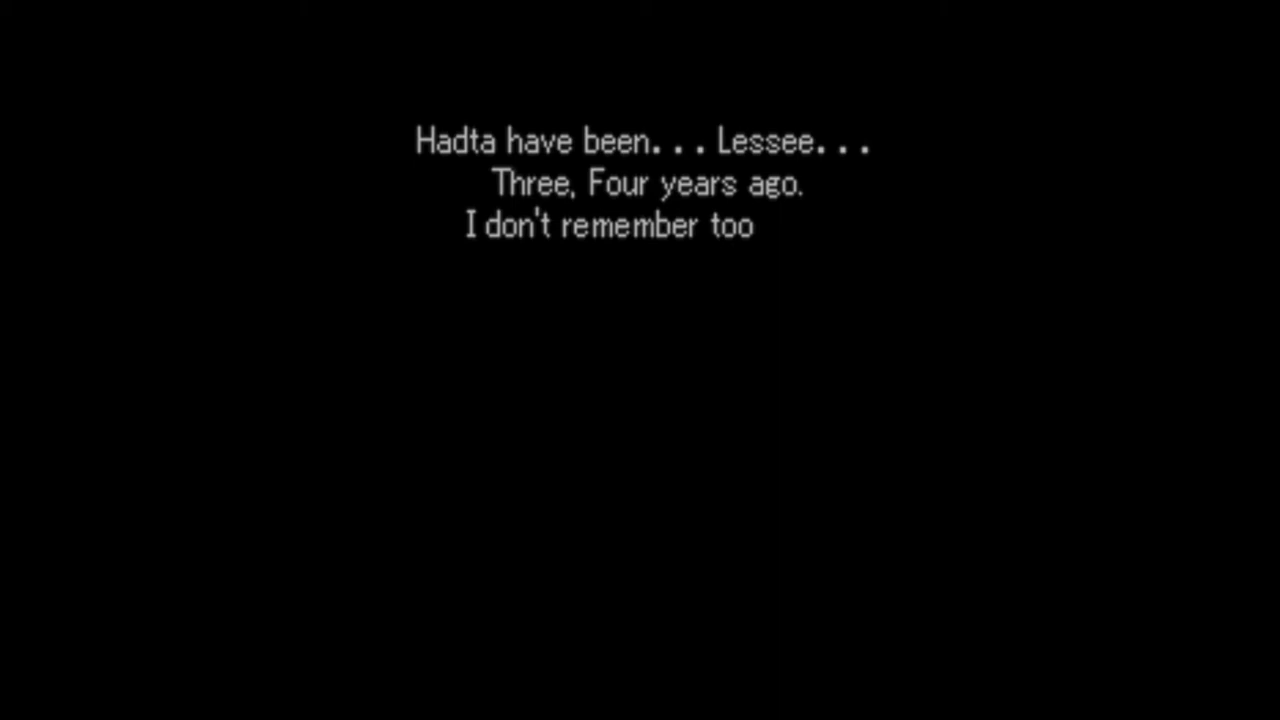 Hadta have been... Lessee...
Three, Four years ago.
I don't remember too